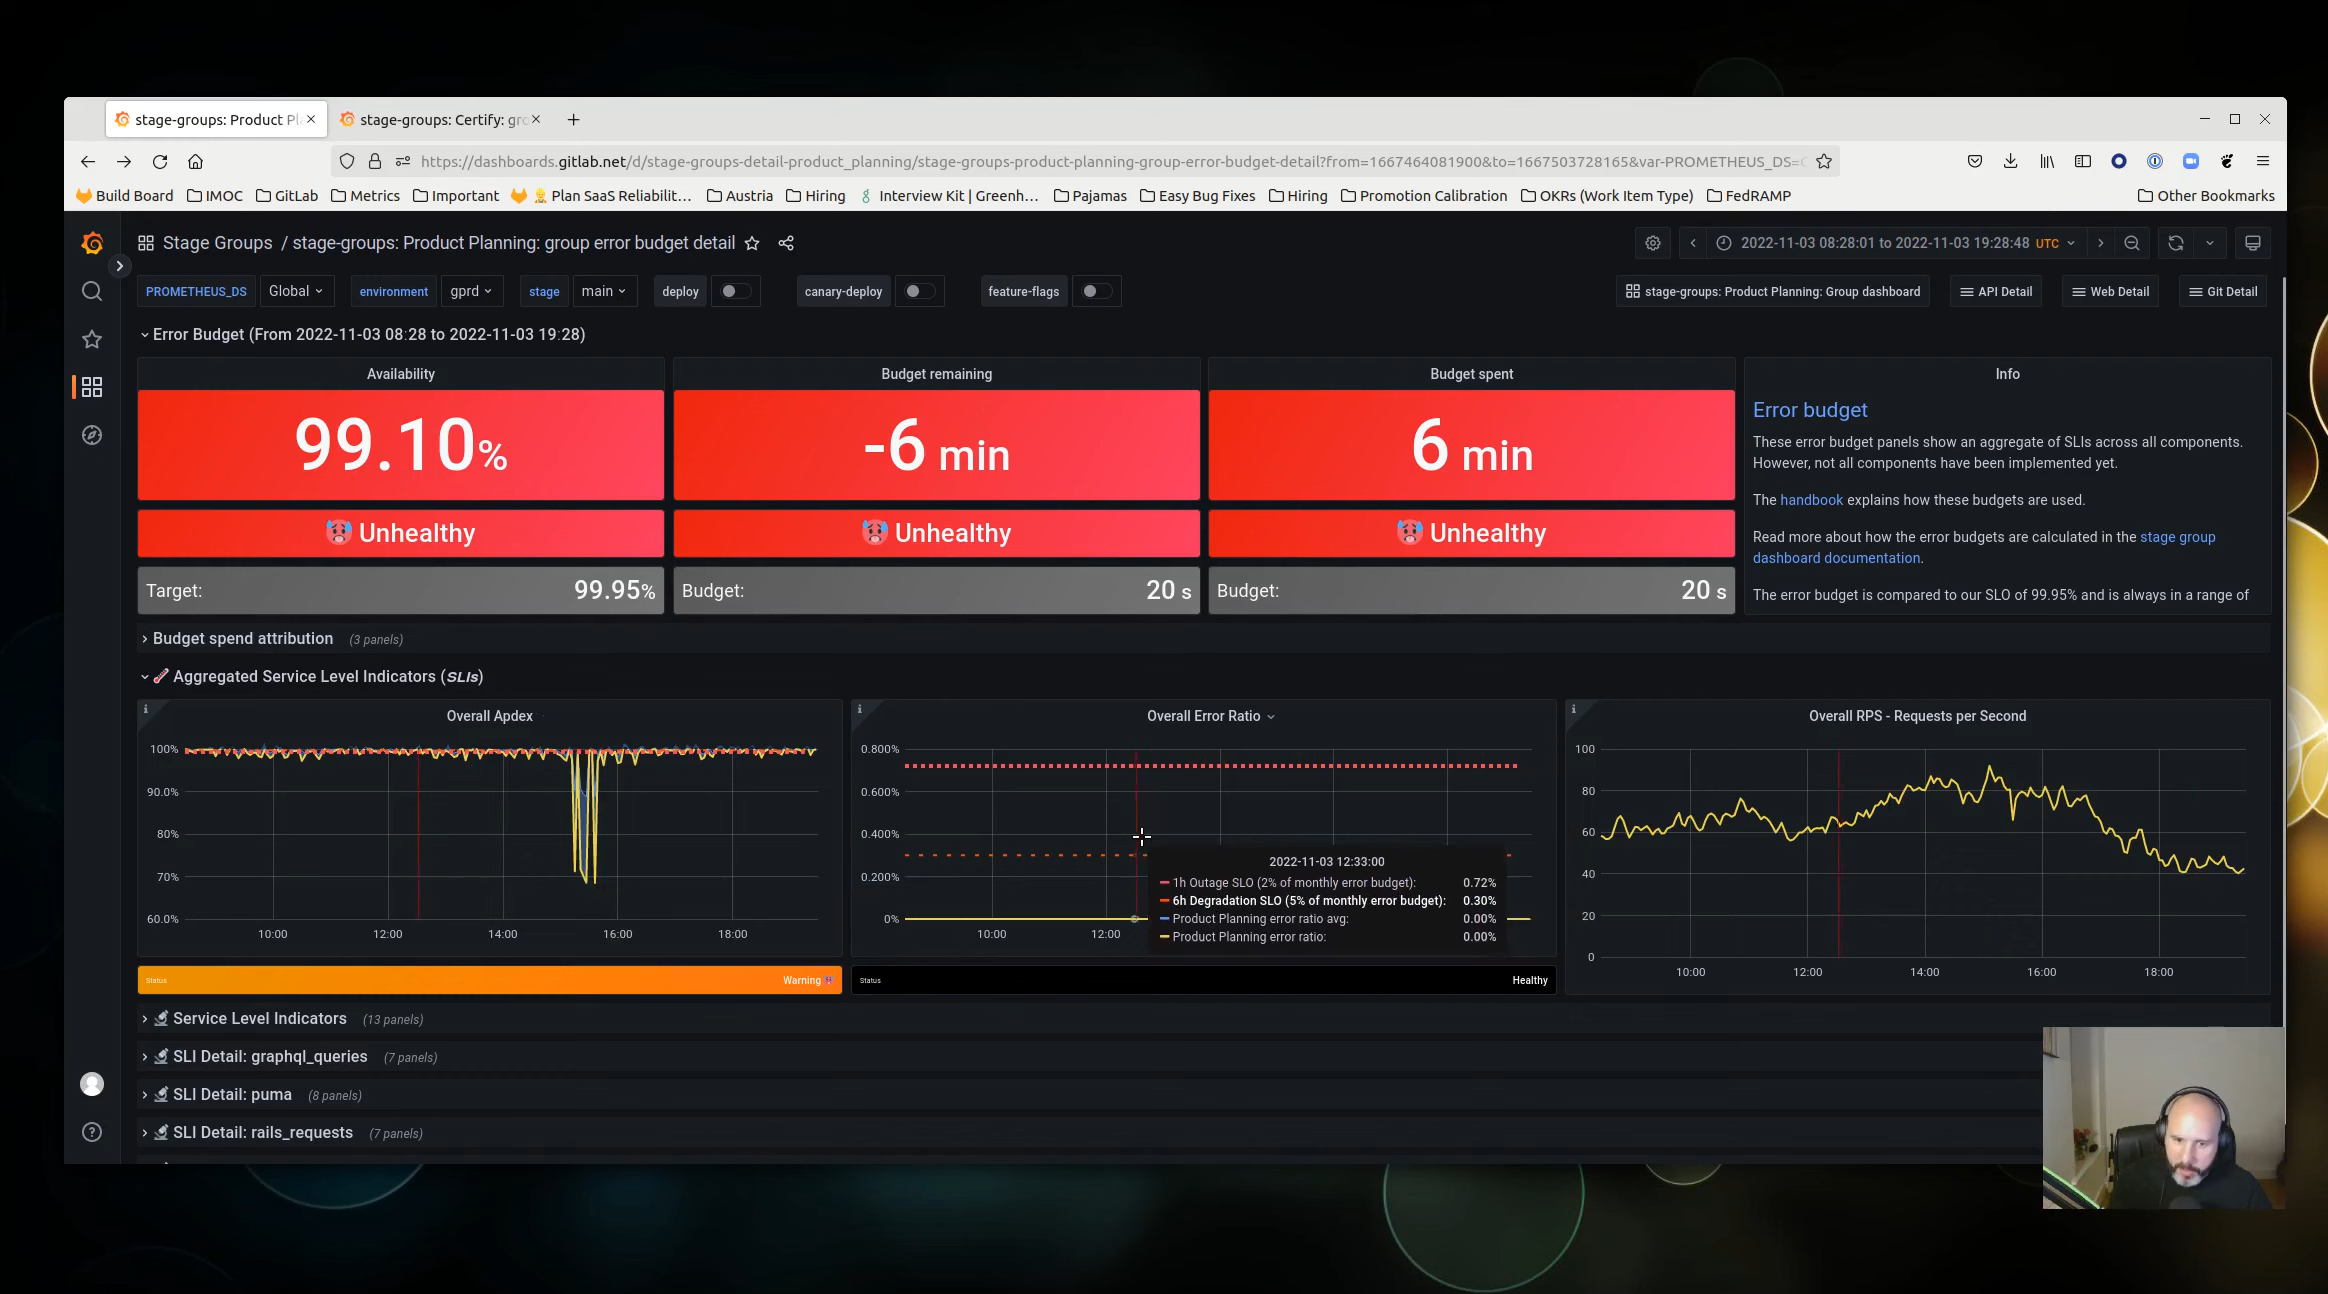 stage-groups: Product Pl
stage-groups: Certify: gro
https://dashboards.gitlab.net/d/stage-groups-detail-product_planning/stage-groups-product-planning-group-error-budget-detail?from=1667464081900&to=1667503728165&var-PROMETHEUS_DS=
Build Board IMOC GitLab Metrics Important Plan SaaS Reliabilit… Austria Hiring Interview Kit | Greenh… Pajamas Easy Bug Fixes Hiring Promotion Calibration OKRs (Work Item Type) FedRAMP Other Bookmarks
Stage Groups / stage-groups: Product Planning: group error budget detail
2022-11-03 08:28:01 to 2022-11-03 19:28:48 UTC
PROMETHEUS_DS Global environment gprd stage main deploy canary-deploy feature-flags
stage-groups: Product Planning: Group dashboard API Detail Web Detail Git Detail
Error Budget (From 2022-11-03 08:28 to 2022-11-03 19:28)
Availability
99.10%
Unhealthy
Target: 99.95%
Budget remaining
-6 min
Unhealthy
Budget: 20 s
Budget spent
6 min
Unhealthy
Budget: 20 s
Info
Error budget
These error budget panels show an aggregate of SLIs across all components.
However, not all components have been implemented yet.
The handbook explains how these budgets are used.
Read more about how the error budgets are calculated in the stage group
dashboard documentation.
The error budget is compared to our SLO of 99.95% and is always in a range of
Budget spend attribution (3 panels)
Aggregated Service Level Indicators (SLIs)
Overall Apdex
100%
90.0%
80%
70%
60.0%
10:00 12:00 14:00 16:00 18:00
Status Warning
Overall Error Ratio
0.800%
0.600%
0.400%
0.200%
0%
10:00 12:00
2022-11-03 12:33:00
1h Outage SLO (2% of monthly error budget): 0.72%
6h Degradation SLO (5% of monthly error budget): 0.30%
Product Planning error ratio avg: 0.00%
Product Planning error ratio: 0.00%
Status Healthy
Overall RPS - Requests per Second
100
80
60
40
20
0
10:00 12:00 14:00 16:00 18:00
Service Level Indicators (13 panels)
SLI Detail: graphql_queries (7 panels)
SLI Detail: puma (8 panels)
SLI Detail: rails_requests (7 panels)